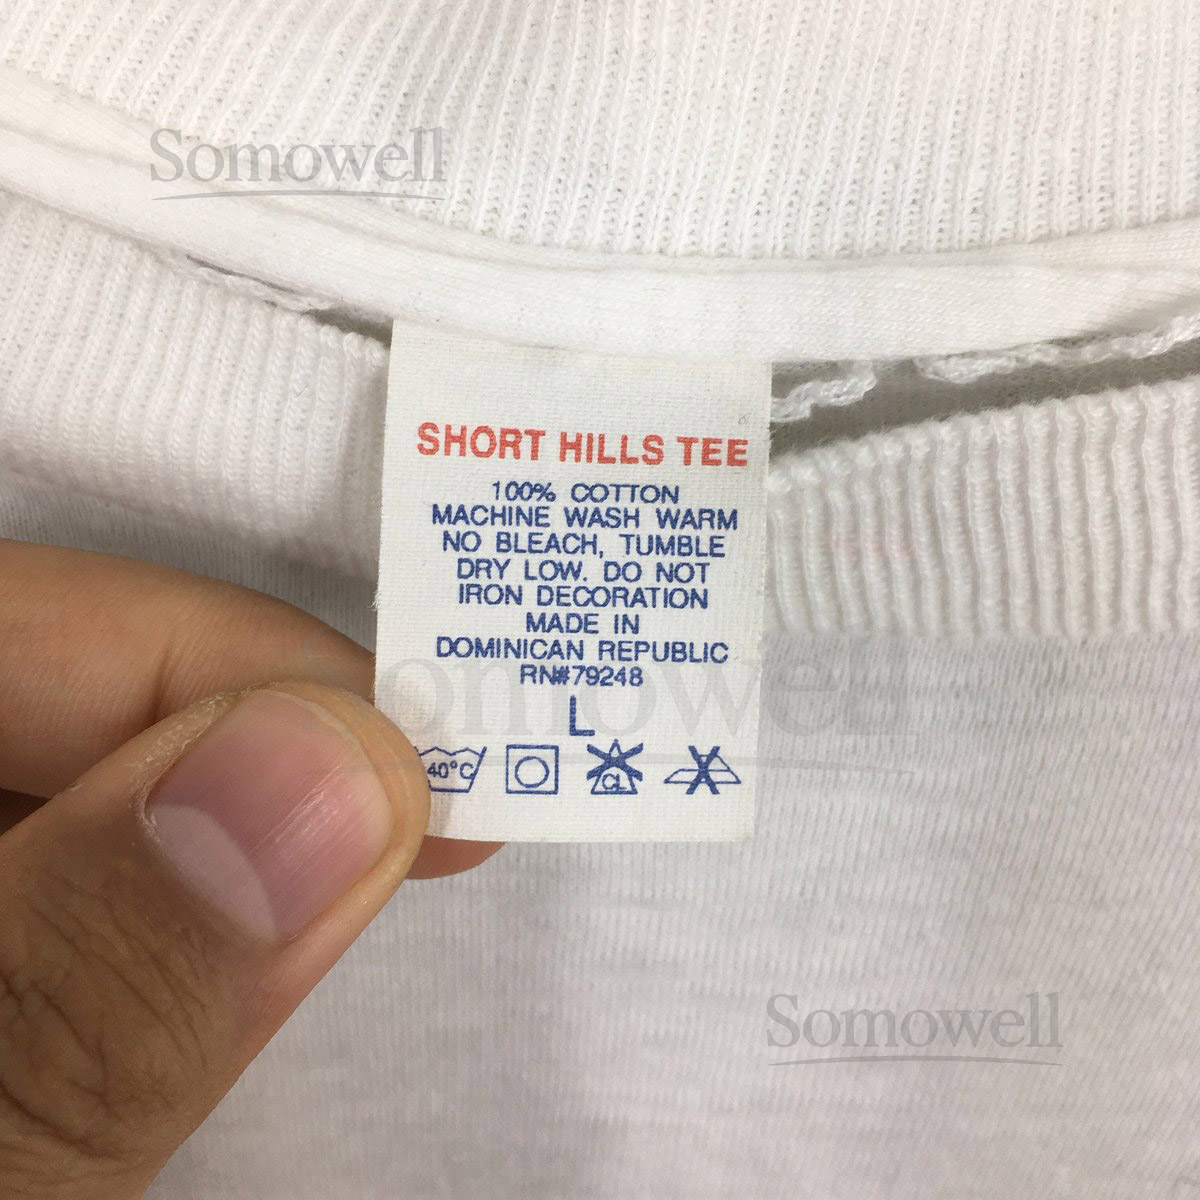 Somowell
SHORT HILLS TEE
100% COTTON
MACHINE WASH WARM
NO BLEACH, TUMBLE
DRY LOW. DO NOT
IRON DECORATION
MADE IN
DOMINICAN REPUBLIC
RN#79248
Somowell
L
40°C
CL
Somowell